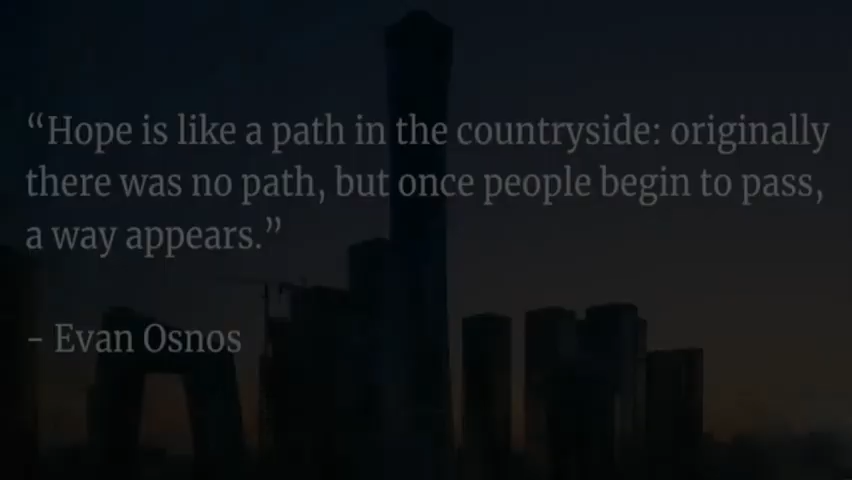 “Hope is like a path in the countryside: originally
there was no path, but once people begin to pass,
a way appears.”
- Evan Osnos